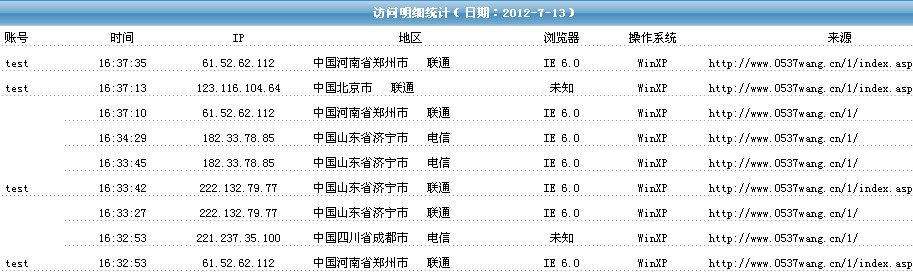 访问明细统计(日期：2012-7-13)
账号 时间 IP 地区 浏览器 操作系统 来源
test 16:37:35 61.52.62.112 中国河南省郑州市 联通 IE 6.0 WinXP http://www.0537wang.cn/1/index.asp
test 16:37:13 123.116.104.64 中国北京市 联通 未知 WinXP http://www.0537wang.cn/1/index.asp
16:37:10 61.52.62.112 中国河南省郑州市 联通 IE 6.0 WinXP http://www.0537wang.cn/1/
16:34:29 182.33.78.85 中国山东省济宁市 电信 IE 6.0 WinXP http://www.0537wang.cn/1/
16:33:45 182.33.78.85 中国山东省济宁市 电信 IE 6.0 WinXP http://www.0537wang.cn/1/
test 16:33:42 222.132.79.77 中国山东省济宁市 联通 IE 6.0 WinXP http://www.0537wang.cn/1/index.asp
16:33:27 222.132.79.77 中国山东省济宁市 联通 IE 6.0 WinXP http://www.0537wang.cn/1/
16:32:53 221.237.35.100 中国四川省成都市 电信 未知 WinXP http://www.0537wang.cn/1/
test 16:32:53 61.52.62.112 中国河南省郑州市 联通 IE 6.0 WinXP http://www.0537wang.cn/1/index.asp